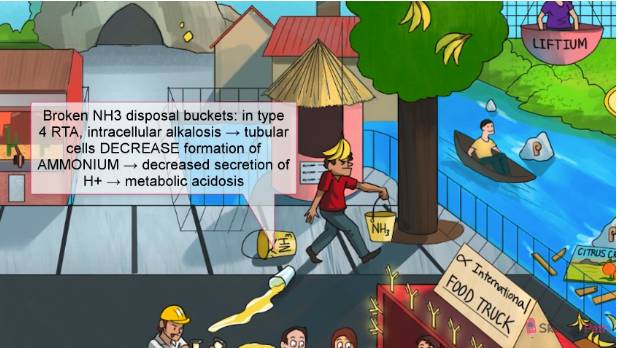 LIFTIUM
Broken NH3 disposal buckets: in type
4 RTA, intracellular alkalosis → tubular
cells DECREASE formation of
AMMONIUM → decreased secretion of
H+ → metabolic acidosis
NH₃
NH₃
CITRUS
∝ International
FOOD TRUCK